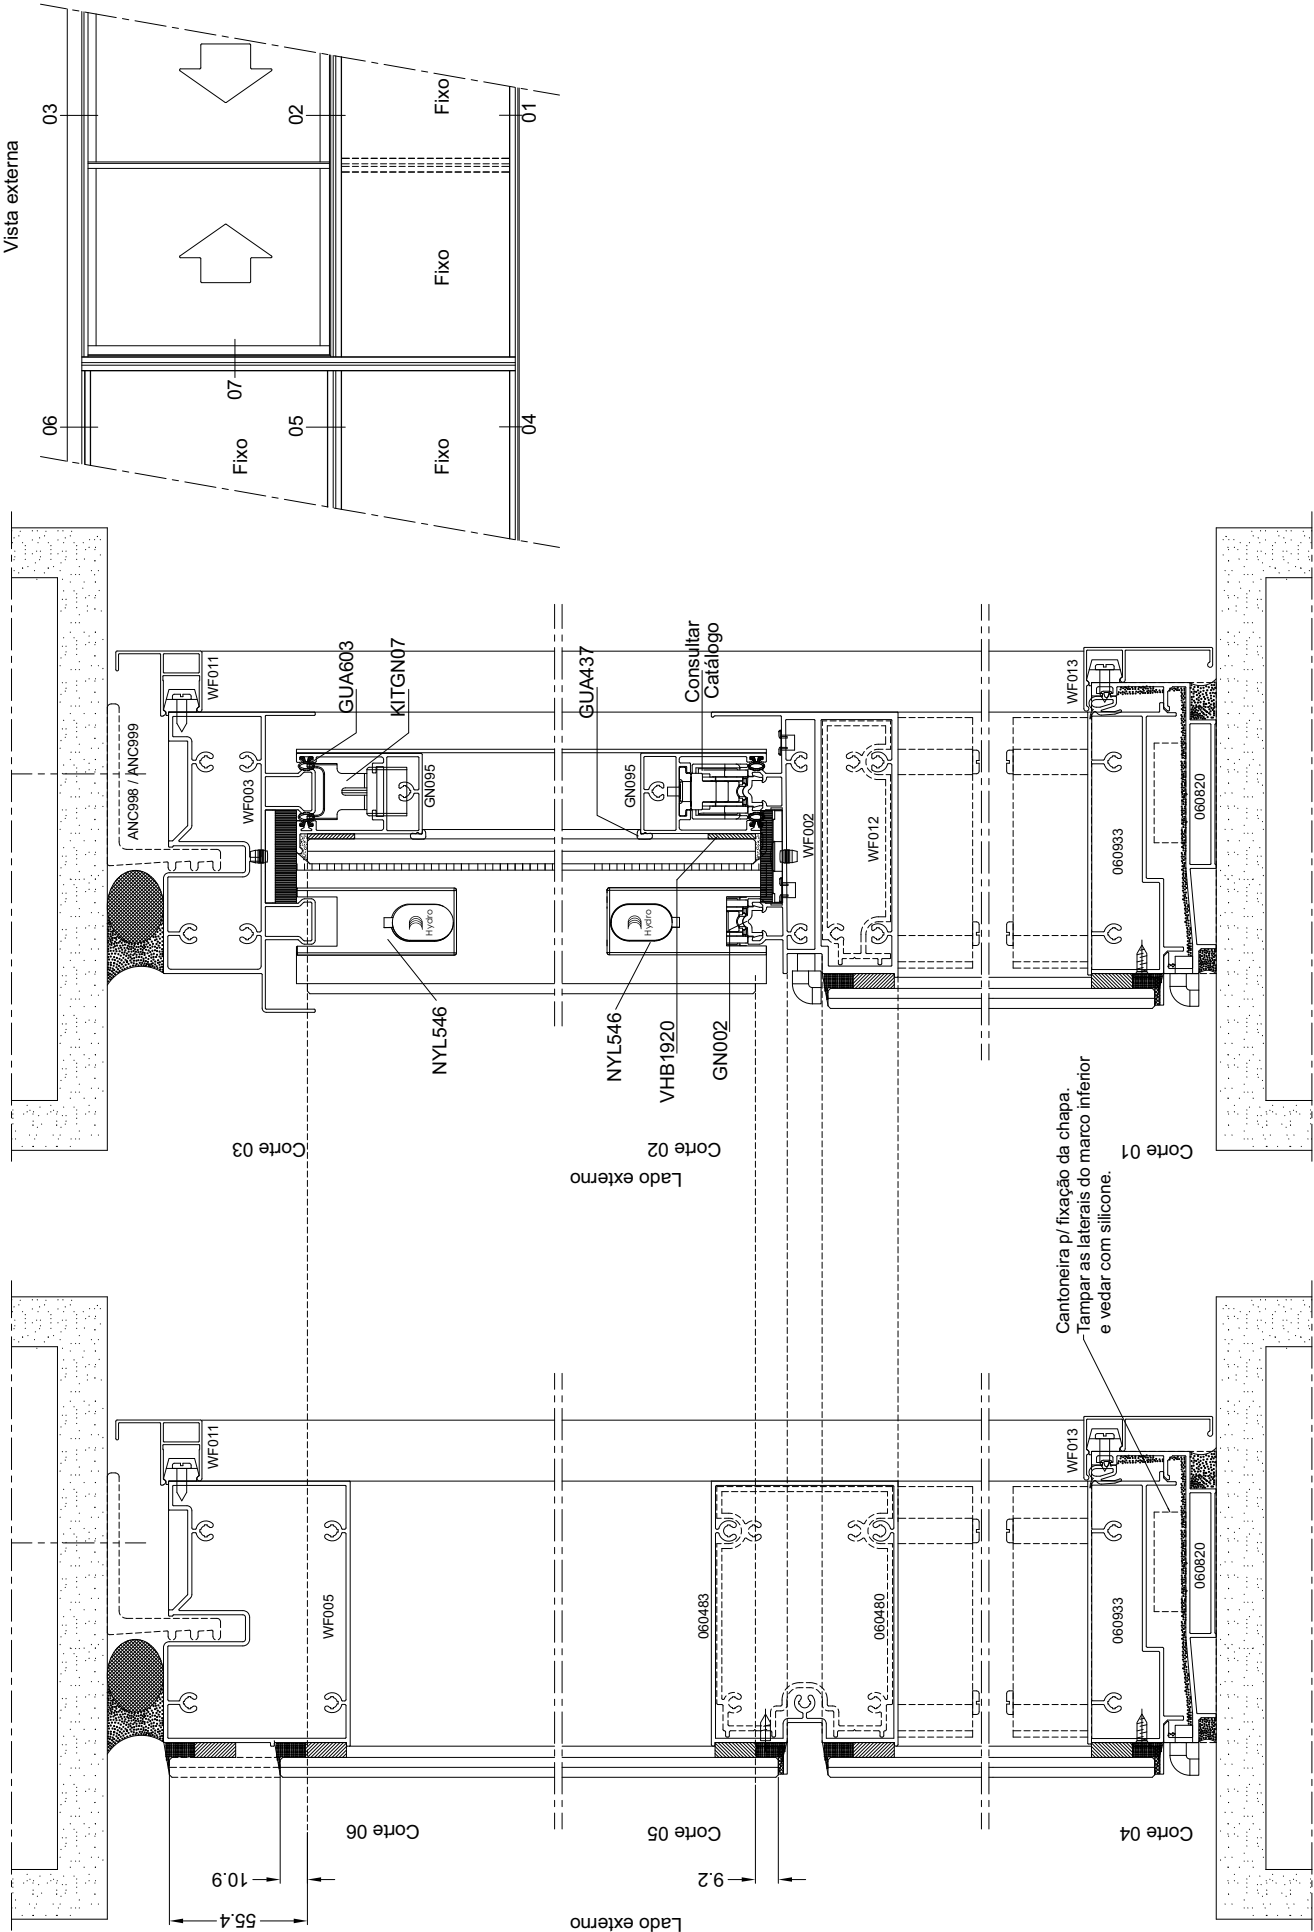 Vista externa
03
02
01
Fixo
Fixo
07
06
05
04
Fixo
Fixo
ANC998 / ANC999
WF011
WF003
GUA603
KITGN07
GN095
GUA437
Consultar
Catálogo
GN095
WF002
WF012
WF013
060933
060820
Hydro
Hydro
NYL546
NYL546
VHB1920
GN002
Corte 03
Corte 02
Corte 01
Lado externo
Cantoneira p/ fixação da chapa.
Tampar as laterais do marco inferior
e vedar com silicone.
WF011
WF005
060483
060480
WF013
060933
060820
Corte 06
Corte 05
Corte 04
10.9
55.4
9.2
Lado externo